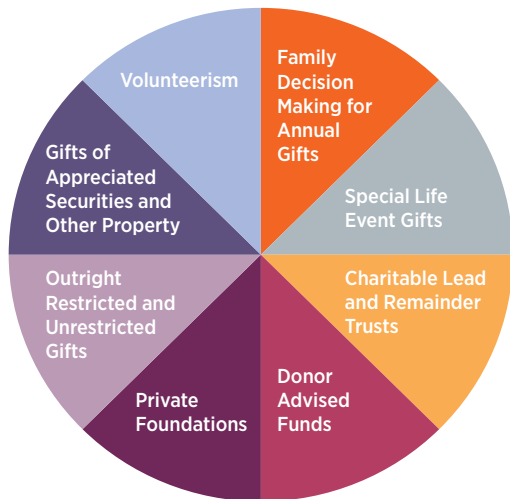 Family
Decision
Making for
Annual
Gifts
Special Life
Event Gifts
Charitable Lead
and Remainder
Trusts
Donor
Advised
Funds
Private
Foundations
Outright
Restricted and
Unrestricted
Gifts
Gifts of
Appreciated
Securities and
Other Property
Volunteerism